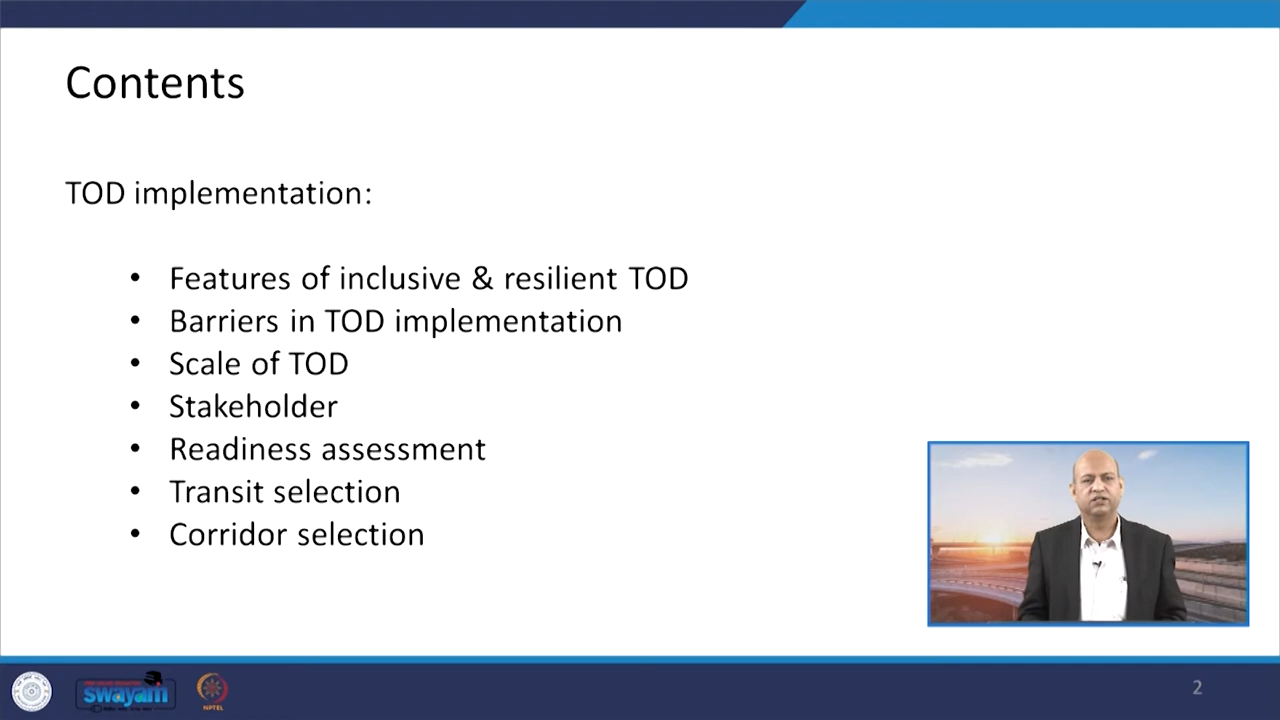 Contents
TOD implementation:
• Features of inclusive & resilient TOD
• Barriers in TOD implementation
• Scale of TOD
• Stakeholder
• Readiness assessment
• Transit selection
• Corridor selection
swayam
NPTEL
2